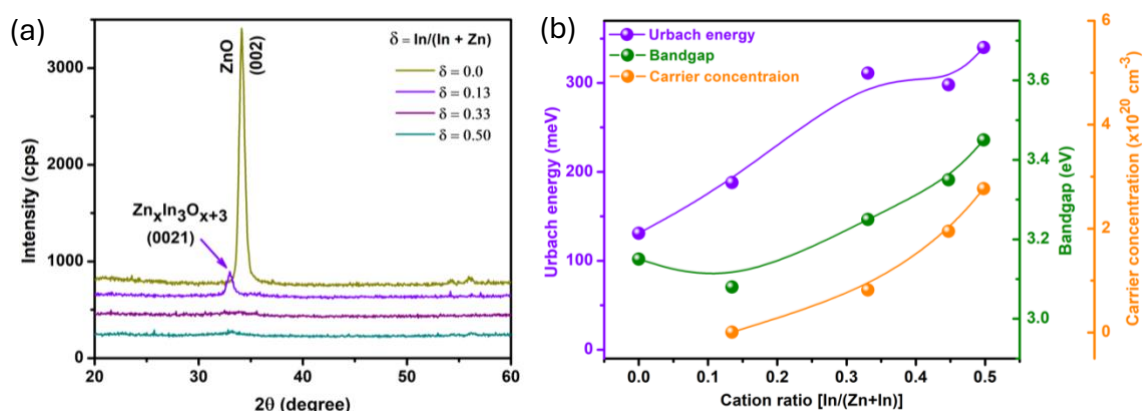 (a)
ZnO
(002)
δ = In/(In + Zn)
δ = 0.0
δ = 0.13
δ = 0.33
δ = 0.50
ZnₓIn₃Oₓ₊₃
(0021)
Intensity (cps)
3000
2000
1000
0
20
30
40
50
60
2θ (degree)
(b)
Urbach energy
Bandgap
Carrier concentraion
Urbach energy (meV)
300
200
100
0
0.0
0.1
0.2
0.3
0.4
0.5
Cation ratio [In/(Zn+In)]
Bandgap (eV)
3.6
3.4
3.2
3.0
Carrier concentration (x10²⁰ cm⁻³)
6
4
2
0